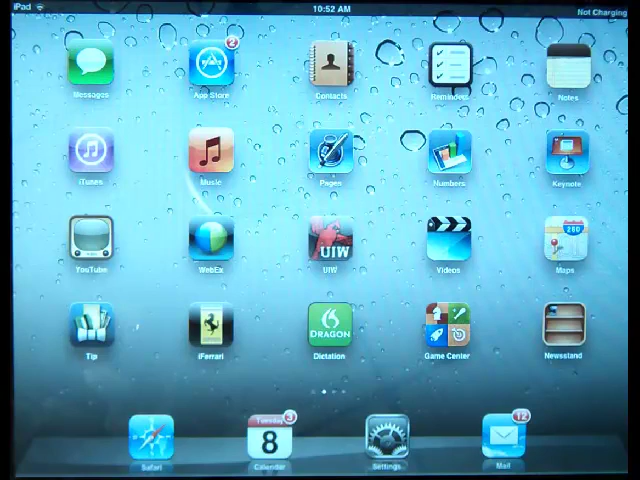 iPad 10:52 AM Not Charging
2
Messages App Store Contacts Reminders Notes
iTunes Music Pages Numbers Keynote
280
UIW
YouTube WebEx UIW Videos Maps
DRAGON
Tip iFerrari Dictation Game Center Newsstand
Tuesday 3 12
8
Safari Calendar Settings Mail